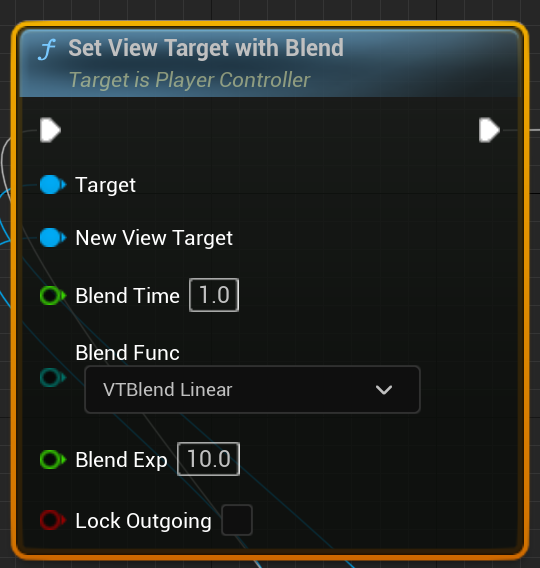 f Set View Target with Blend
Target is Player Controller
Target
New View Target
Blend Time 1.0
Blend Func
VTBlend Linear
Blend Exp 10.0
Lock Outgoing